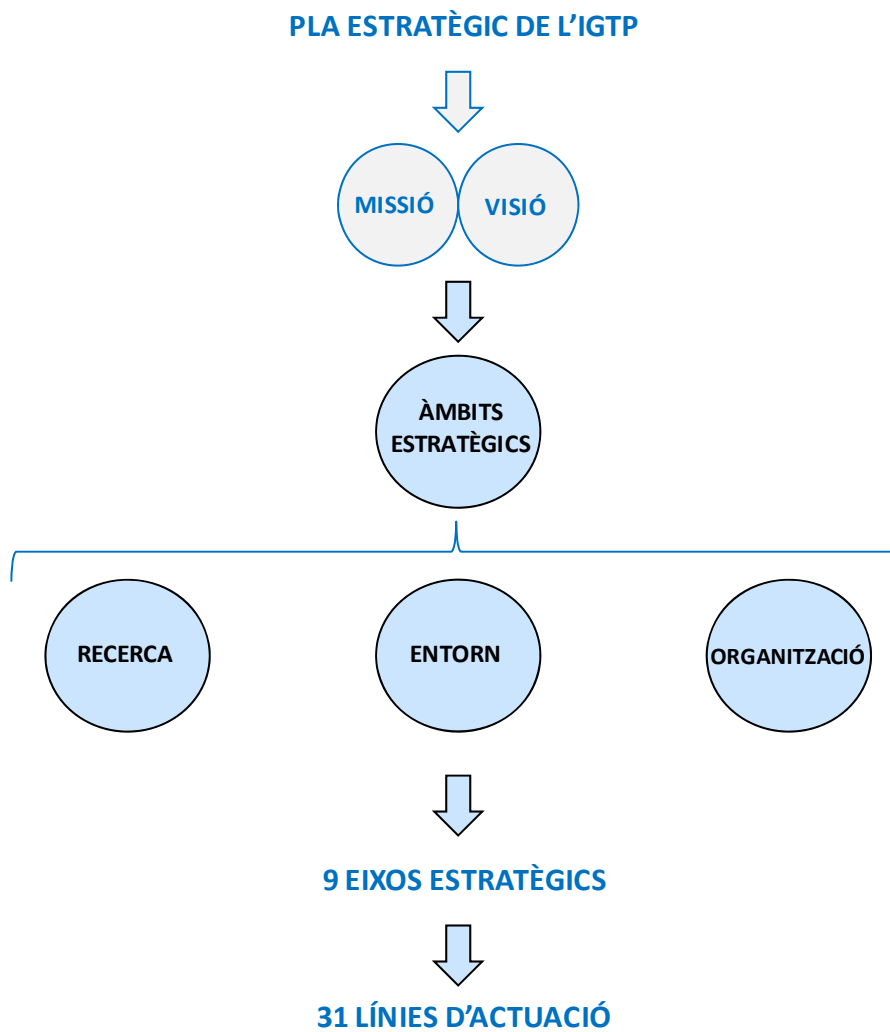 PLA ESTRATÈGIC DE L'IGTP
MISSIÓ
VISIÓ
ÀMBITS
ESTRATÈGICS
RECERCA
ENTORN
ORGANITZACIÓ
9 EIXOS ESTRATÈGICS
31 LÍNIES D'ACTUACIÓ